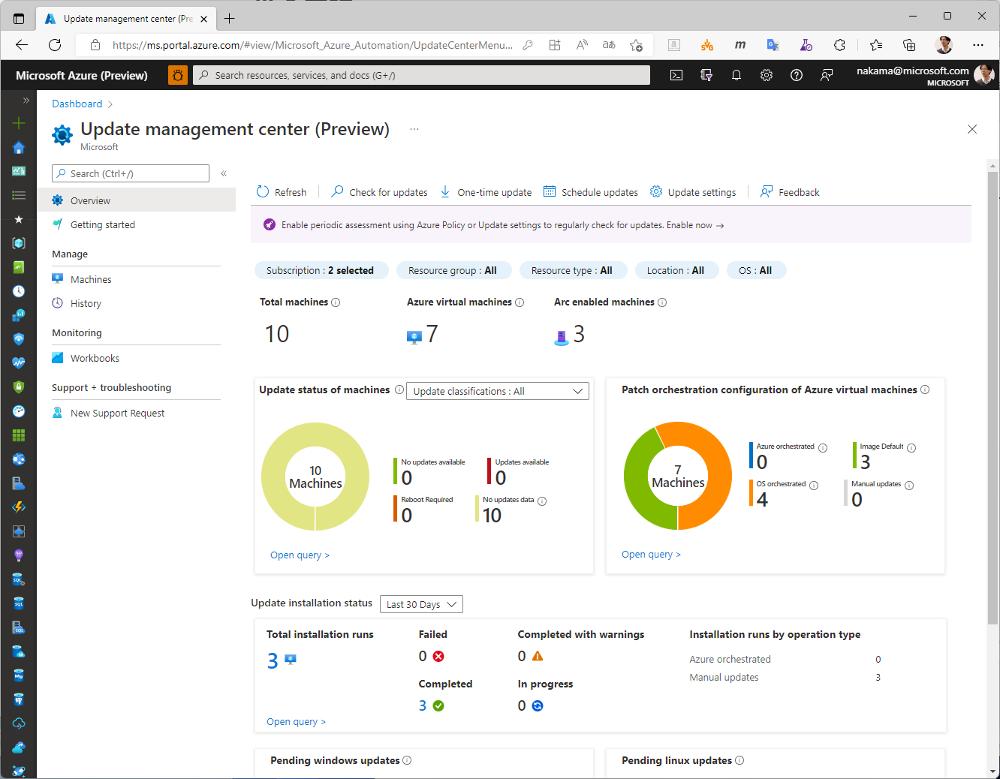 Update management center (Pre
https://ms.portal.azure.com/#view/Microsoft_Azure_Automation/UpdateCenterMenu...
Microsoft Azure (Preview)
Search resources, services, and docs (G+/)
nakama@microsoft.com
MICROSOFT
Dashboard >
Update management center (Preview) ...
Microsoft
Search (Ctrl+/) «
Overview
Getting started
Manage
Machines
History
Monitoring
Workbooks
Support + troubleshooting
New Support Request
Refresh Check for updates One-time update Schedule updates Update settings Feedback
Enable periodic assessment using Azure Policy or Update settings to regularly check for updates. Enable now →
Subscription : 2 selected Resource group : All Resource type : All Location : All OS : All
Total machines
10
Azure virtual machines
7
Arc enabled machines
3
Update status of machines
Update classifications : All
10
Machines
No updates available
0
Updates available
0
Reboot Required
0
No updates data
10
Open query >
Patch orchestration configuration of Azure virtual machines
7
Machines
Azure orchestrated
0
Image Default
3
OS orchestrated
4
Manual updates
0
Open query >
Update installation status Last 30 Days
Total installation runs
3
Failed
0
Completed with warnings
0
Completed
3
In progress
0
Open query >
Installation runs by operation type
Azure orchestrated 0
Manual updates 3
Pending windows updates
Pending linux updates